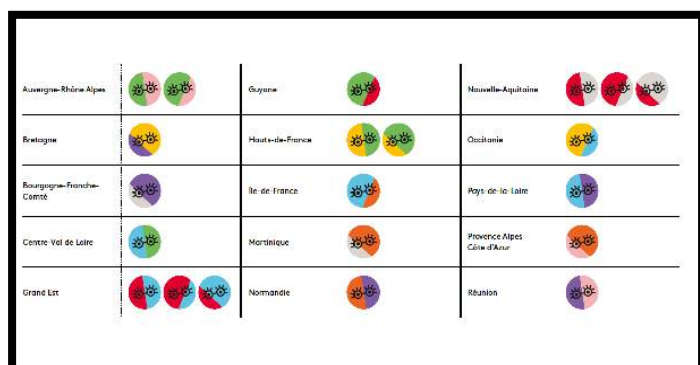 Auvergne-Rhône Alpes
Guyane
Nouvelle-Aquitaine
Bretagne
Hauts-de-France
Occitanie
Bourgogne-Franche-
Comté
Île-de-France
Pays-de-la-Loire
Centre-Val de Loire
Martinique
Provence Alpes
Côte d'Azur
Grand Est
Normandie
Réunion